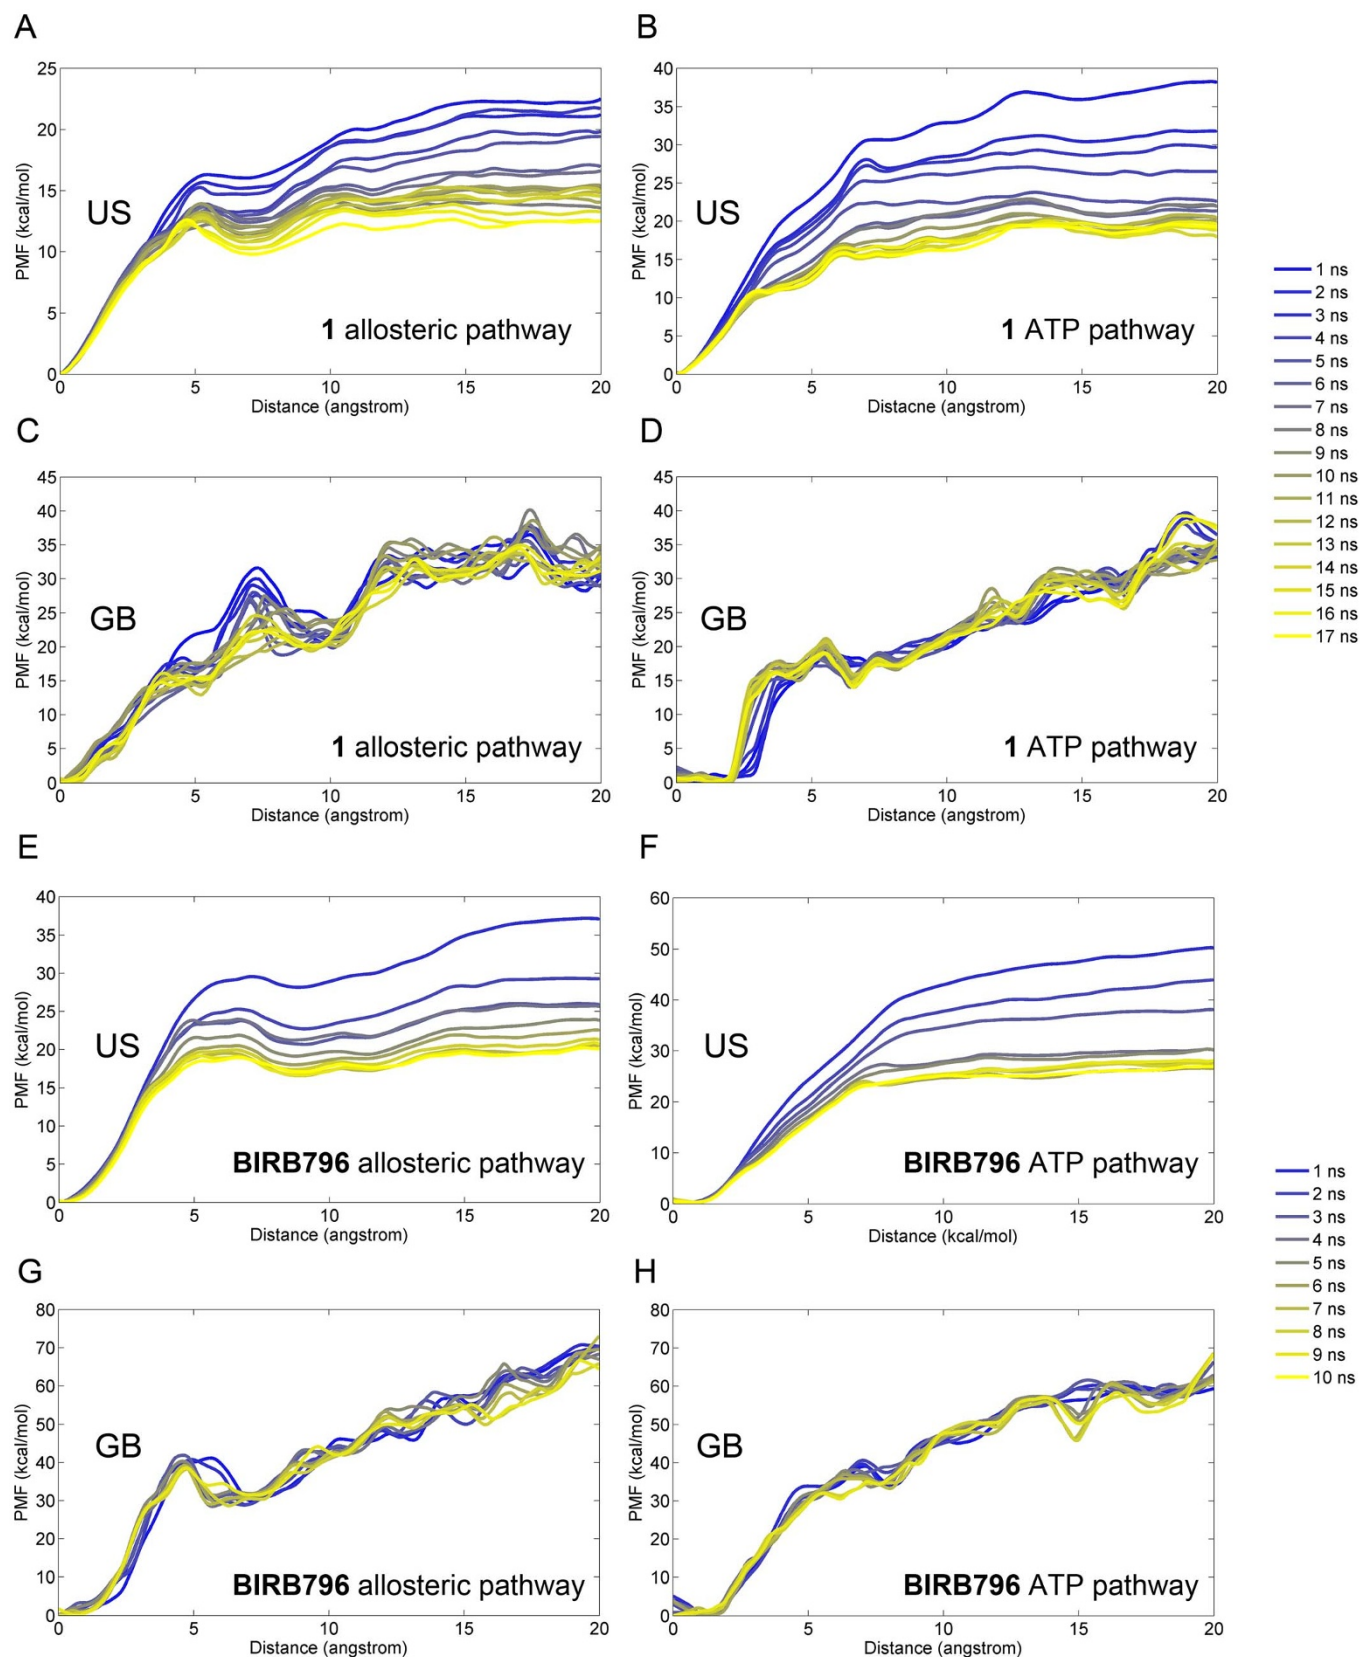 A
B
25
20
15
10
5
0
PMF (kcal/mol)
US
1 allosteric pathway
0 5 10 15 20
Distance (angstrom)
40
35
30
25
20
15
10
5
0
PMF (kcal/mol)
US
1 ATP pathway
0 5 10 15 20
Distacne (angstrom)
1 ns
2 ns
3 ns
4 ns
5 ns
6 ns
7 ns
8 ns
9 ns
10 ns
11 ns
12 ns
13 ns
14 ns
15 ns
16 ns
17 ns
C
D
45
40
35
30
25
20
15
10
5
0
PMF (kcal/mol)
GB
1 allosteric pathway
0 5 10 15 20
Distance (angstrom)
45
40
35
30
25
20
15
10
5
0
PMF (kcal/mol)
GB
1 ATP pathway
0 5 10 15 20
Distance (angstrom)
E
F
40
35
30
25
20
15
10
5
0
PMF (kcal/mol)
US
BIRB796 allosteric pathway
0 5 10 15 20
Distance (angstrom)
60
50
40
30
20
10
0
PMF (kcal/mol)
US
BIRB796 ATP pathway
0 5 10 15 20
Distance (kcal/mol)
1 ns
2 ns
3 ns
4 ns
5 ns
6 ns
7 ns
8 ns
9 ns
10 ns
G
H
80
70
60
50
40
30
20
10
0
PMF (kcal/mol)
GB
BIRB796 allosteric pathway
0 5 10 15 20
Distance (angstrom)
80
70
60
50
40
30
20
10
0
PMF (kcal/mol)
GB
BIRB796 ATP pathway
0 5 10 15 20
Distance (angstrom)